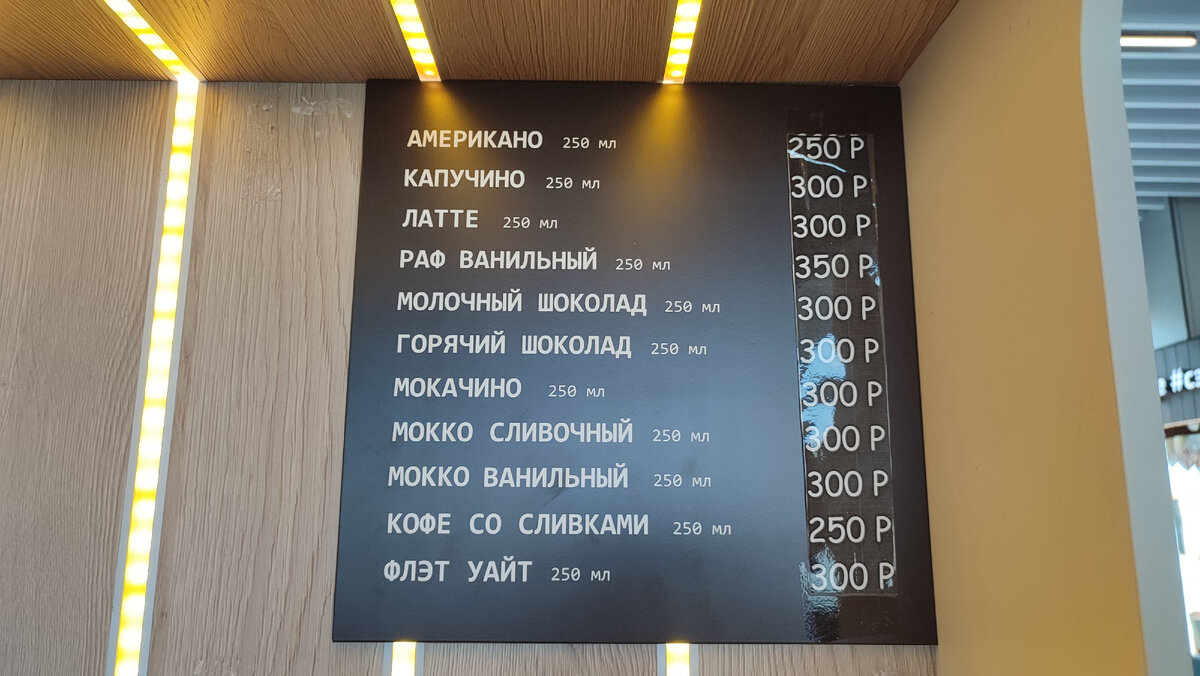 АМЕРИКАНО 250 мл 250 Р
КАПУЧИНО 250 мл 300 Р
ЛАТТЕ 250 мл 300 Р
РАФ ВАНИЛЬНЫЙ 250 мл 350 Р
МОЛОЧНЫЙ ШОКОЛАД 250 мл 300 Р
ГОРЯЧИЙ ШОКОЛАД 250 мл 300 Р
МОКАЧИНО 250 мл 300 Р
МОККО СЛИВОЧНЫЙ 250 мл 300 Р
МОККО ВАНИЛЬНЫЙ 250 мл 300 Р
КОФЕ СО СЛИВКАМИ 250 мл 250 Р
ФЛЭТ УАЙТ 250 мл 300 Р